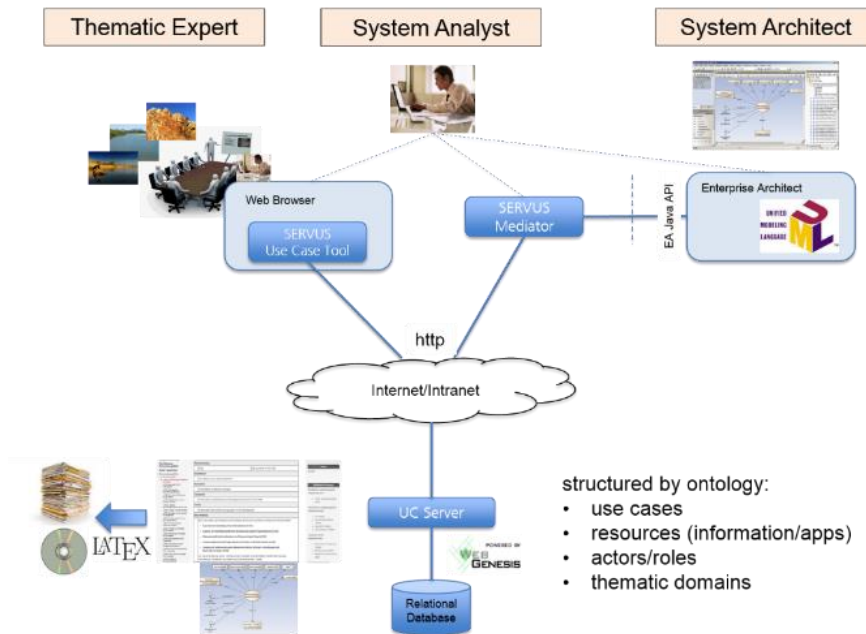 Thematic Expert
System Analyst
System Architect
Web Browser
SERVUS
Use Case Tool
SERVUS
Mediator
EA Java API
Enterprise Architect
UNIFIED
MODELING
LANGUAGE
UML
http
Internet/Intranet
UC Server
POWERED BY
WEB
GENESIS
Relational
Database
LATEX
structured by ontology:
• use cases
• resources (information/apps)
• actors/roles
• thematic domains